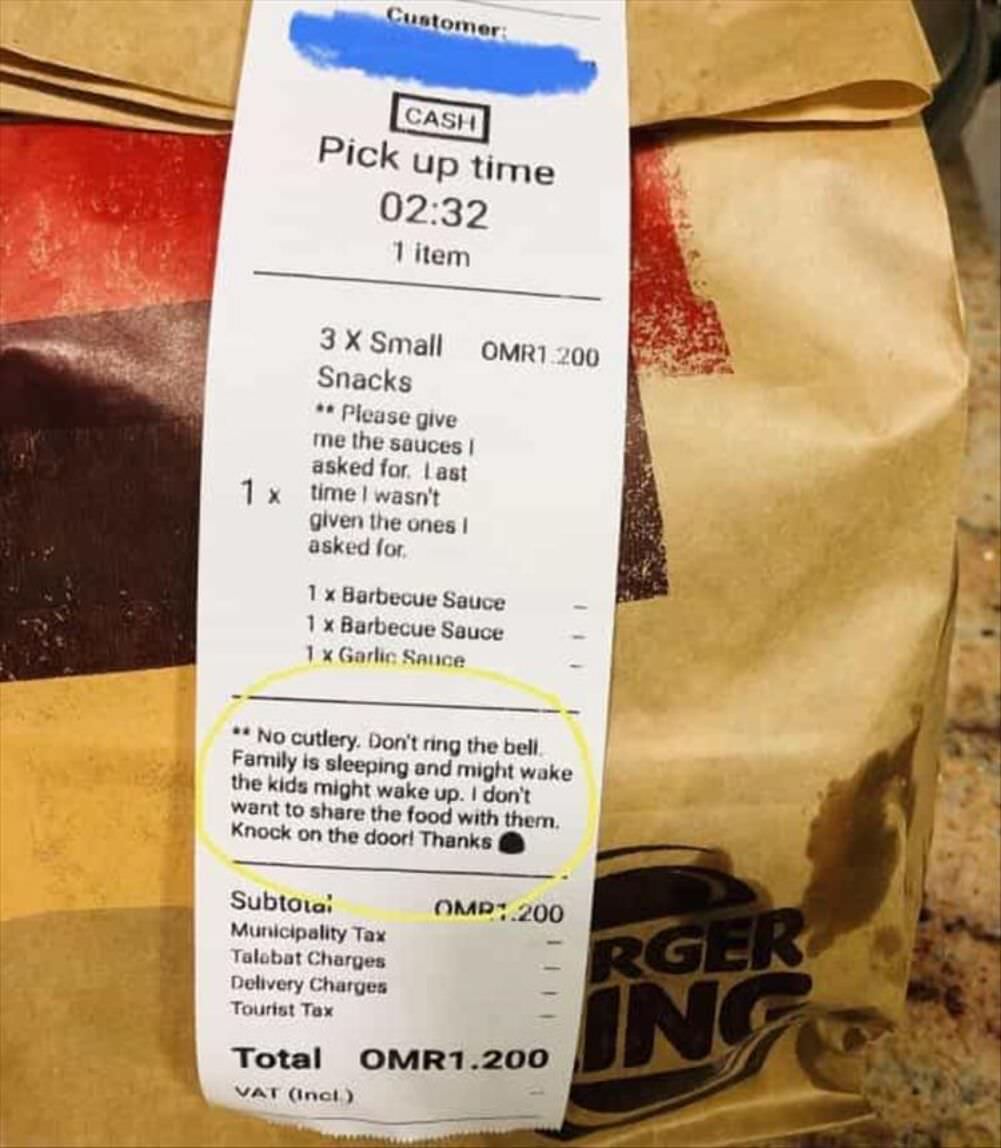 Customer:
CASH
Pick up time
02:32
1 item
3 X Small OMR1.200
Snacks
** Please give
me the sauces I
asked for. Last
1 x time I wasn't
given the ones I
asked for.
1 x Barbecue Sauce -
1 x Barbecue Sauce -
1 x Garlic Sauce -
** No cutlery. Don't ring the bell.
Family is sleeping and might wake
the kids might wake up. I don't
want to share the food with them.
Knock on the door! Thanks
Subtotal OMR1.200
Municipality Tax -
Talabat Charges -
Delivery Charges -
Tourist Tax -
Total OMR1.200
VAT (Incl.) -
RGER
ING